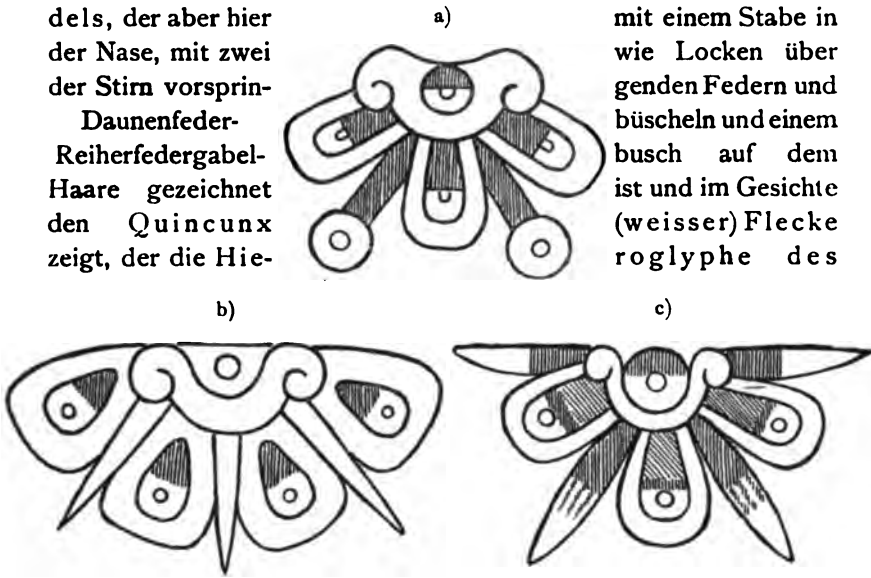 a)
dels, der aber hier mit einem Stabe in
der Nase, mit zwei wie Locken über
der Stirn vorsprin- genden Federn und
Daunenfeder- büscheln und einem
Reiherfedergabel- busch auf dem
Haare gezeichnet ist und im Gesichte
den Quincunx (weisser) Flecke
zeigt, der die Hie- roglyphe des
b) c)